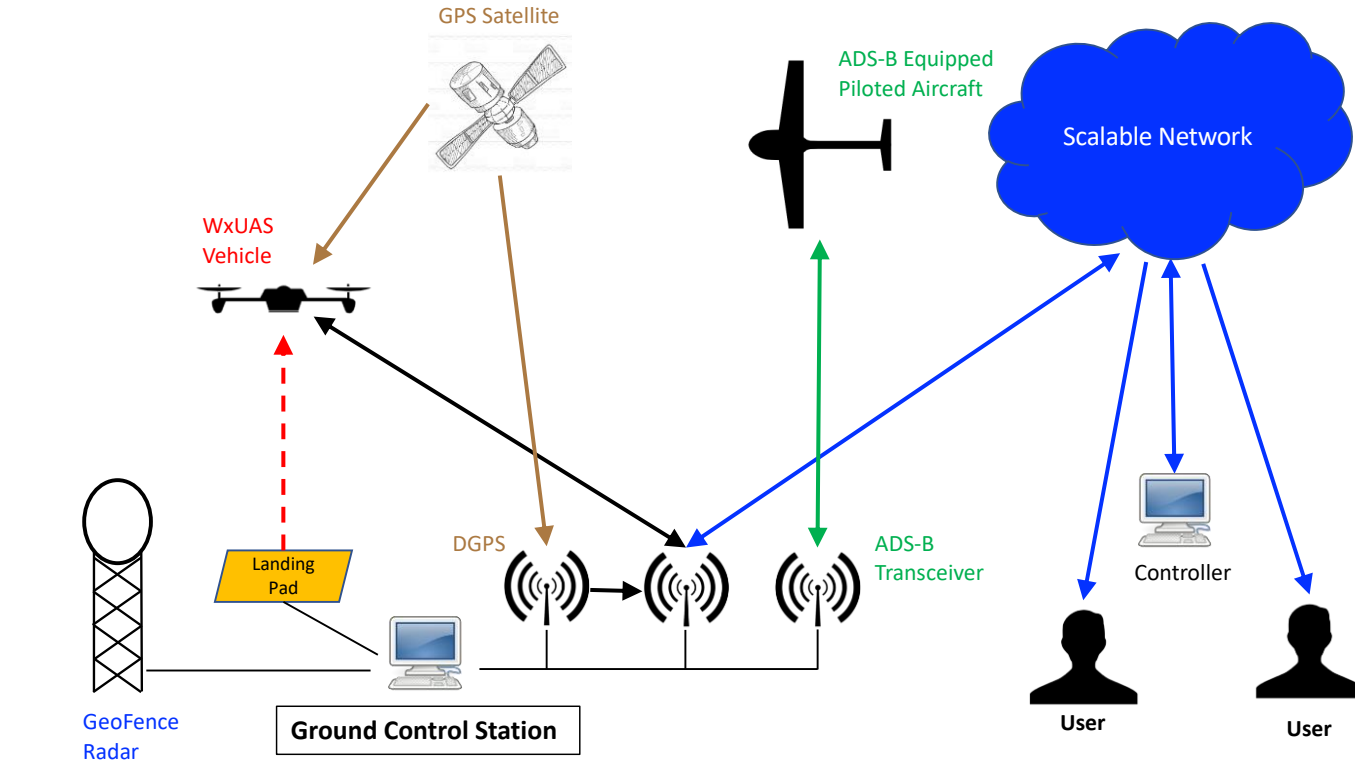 GPS Satellite
ADS-B Equipped
Piloted Aircraft
Scalable Network
WxUAS
Vehicle
DGPS
ADS-B
Transceiver
Landing
Pad
Controller
GeoFence
Radar
Ground Control Station
User
User